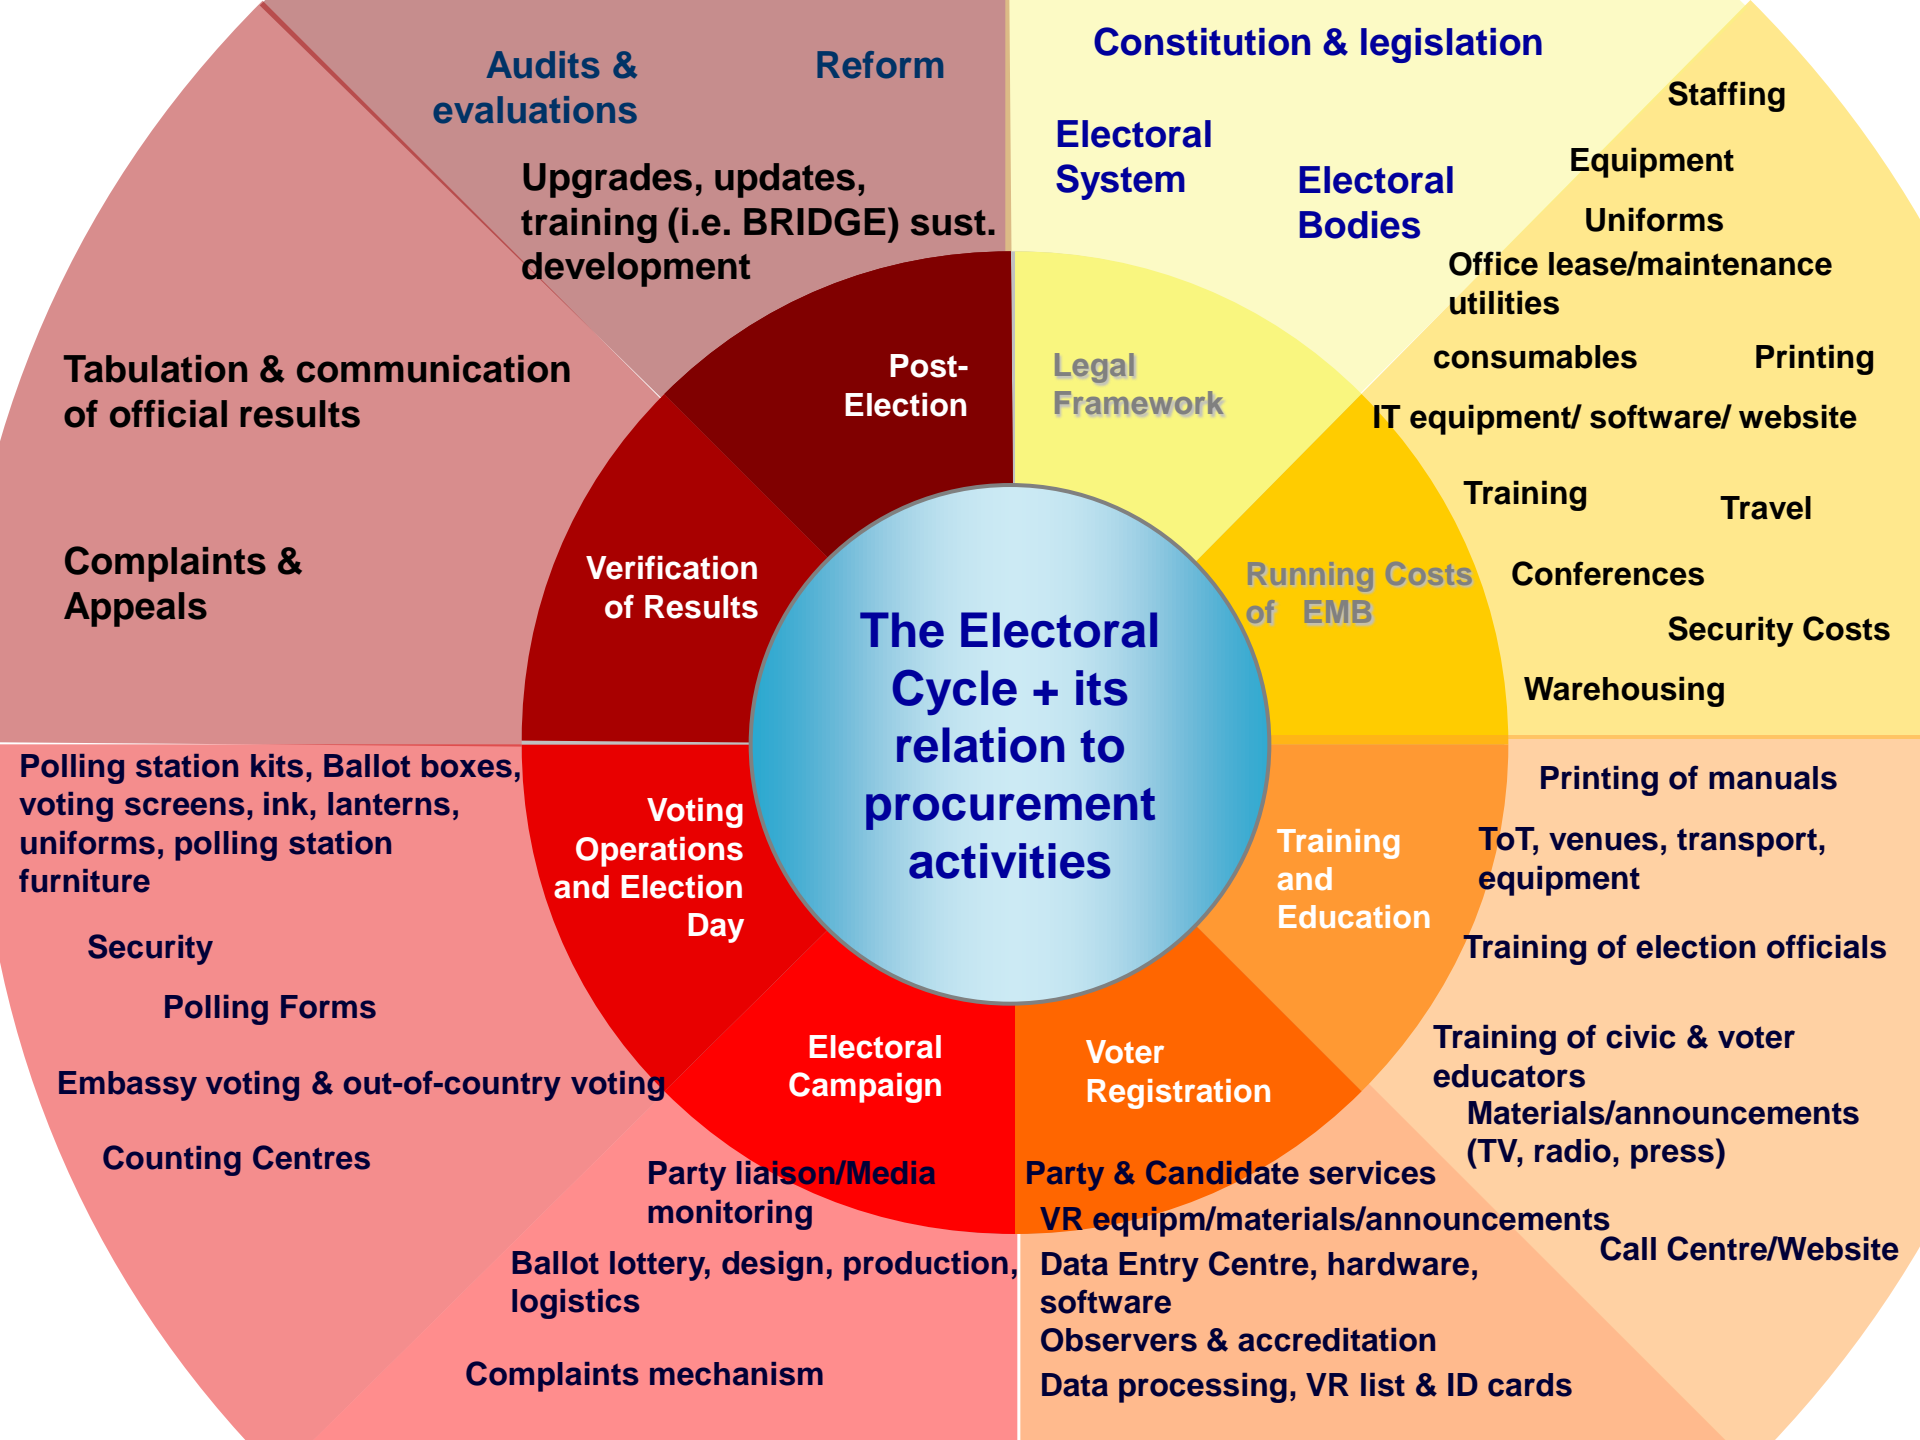 The Electoral
Cycle + its
relation to
procurement
activities
Legal
Framework
Constitution & legislation
Electoral
System
Electoral
Bodies
Running Costs
of EMB
Staffing
Equipment
Uniforms
Office lease/maintenance
utilities
consumables
Printing
IT equipment/ software/ website
Training
Travel
Conferences
Security Costs
Warehousing
Training
and
Education
Printing of manuals
ToT, venues, transport,
equipment
Training of election officials
Training of civic & voter
educators
Materials/announcements
(TV, radio, press)
Call Centre/Website
Voter
Registration
Party & Candidate services
VR equipm/materials/announcements
Data Entry Centre, hardware,
software
Observers & accreditation
Data processing, VR list & ID cards
Electoral
Campaign
Party liaison/Media
monitoring
Ballot lottery, design, production,
logistics
Complaints mechanism
Voting
Operations
and Election
Day
Polling station kits, Ballot boxes,
voting screens, ink, lanterns,
uniforms, polling station
furniture
Security
Polling Forms
Embassy voting & out-of-country voting
Counting Centres
Verification
of Results
Tabulation & communication
of official results
Complaints &
Appeals
Post-
Election
Audits &
evaluations
Reform
Upgrades, updates,
training (i.e. BRIDGE) sust.
development